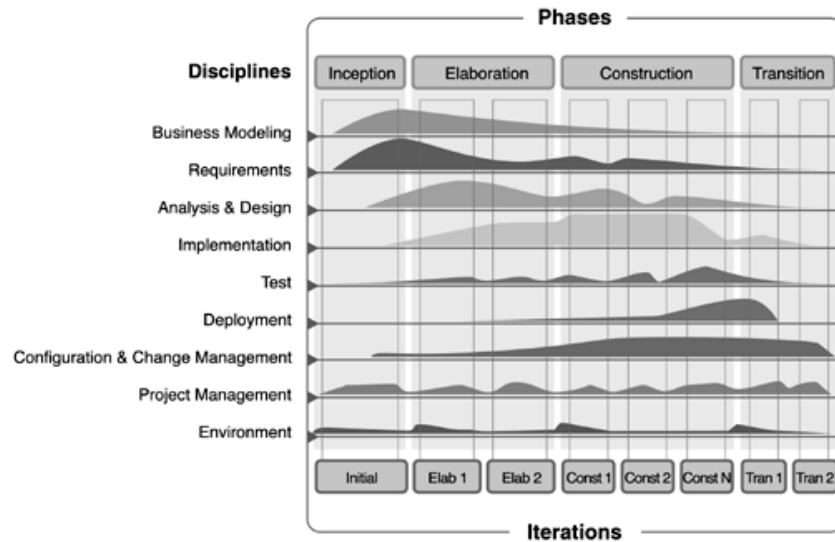 Phases
Disciplines
Inception
Elaboration
Construction
Transition
Business Modeling
Requirements
Analysis & Design
Implementation
Test
Deployment
Configuration & Change Management
Project Management
Environment
Initial
Elab 1
Elab 2
Const 1
Const 2
Const N
Tran 1
Tran 2
Iterations